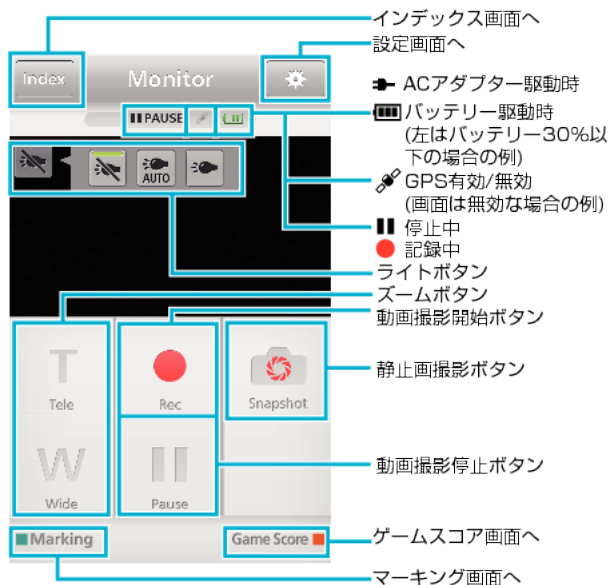 インデックス画面へ
設定画面へ
Index
Monitor
ACアダプター駆動時
バッテリー駆動時
(左はバッテリー30%以
下の場合の例)
GPS有効/無効
(画面は無効な場合の例)
停止中
記録中
PAUSE
AUTO
ライトボタン
ズームボタン
動画撮影開始ボタン
T
Tele
Rec
Snapshot
静止画撮影ボタン
W
Wide
Pause
動画撮影停止ボタン
Marking
Game Score
ゲームスコア画面へ
マーキング画面へ